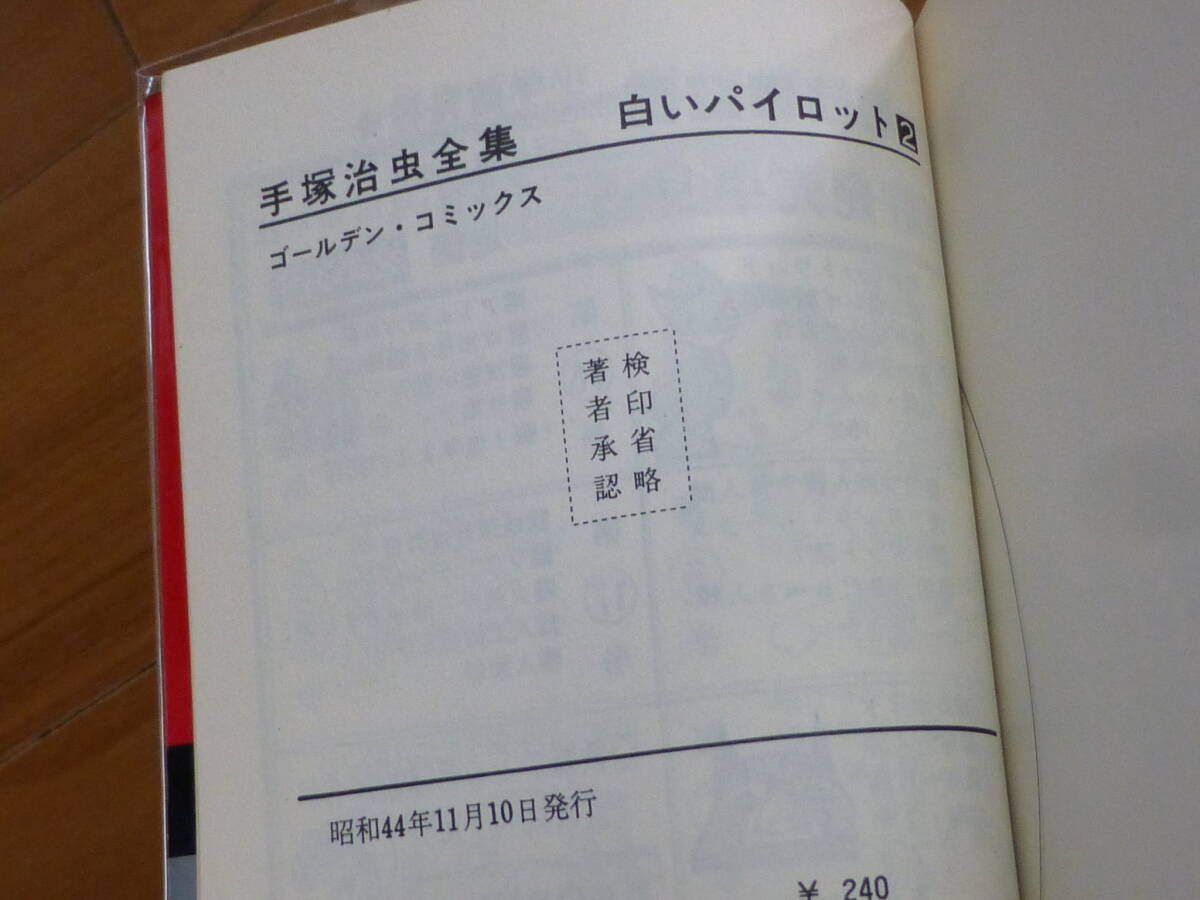 手塚治虫全集　白いパイロット2
ゴールデン・コミックス
検印省略
著者承認
昭和44年11月10日発行
¥ 240